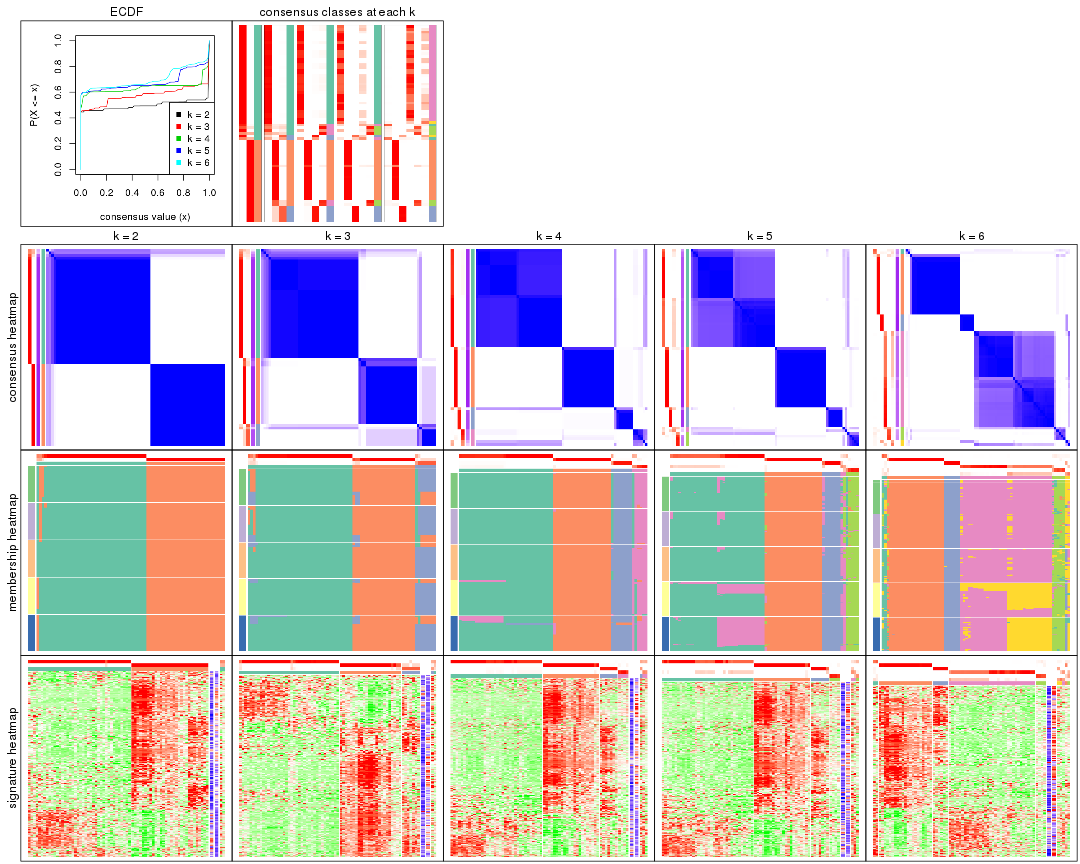 ECDF
consensus classes at each k
P(X <= x)
1.0
0.8
0.6
0.4
0.2
0.0
k = 2
k = 3
k = 4
k = 5
k = 6
0.0 0.2 0.4 0.6 0.8 1.0
consensus value (x)
k = 2
k = 3
k = 4
k = 5
k = 6
consensus heatmap
membership heatmap
signature heatmap